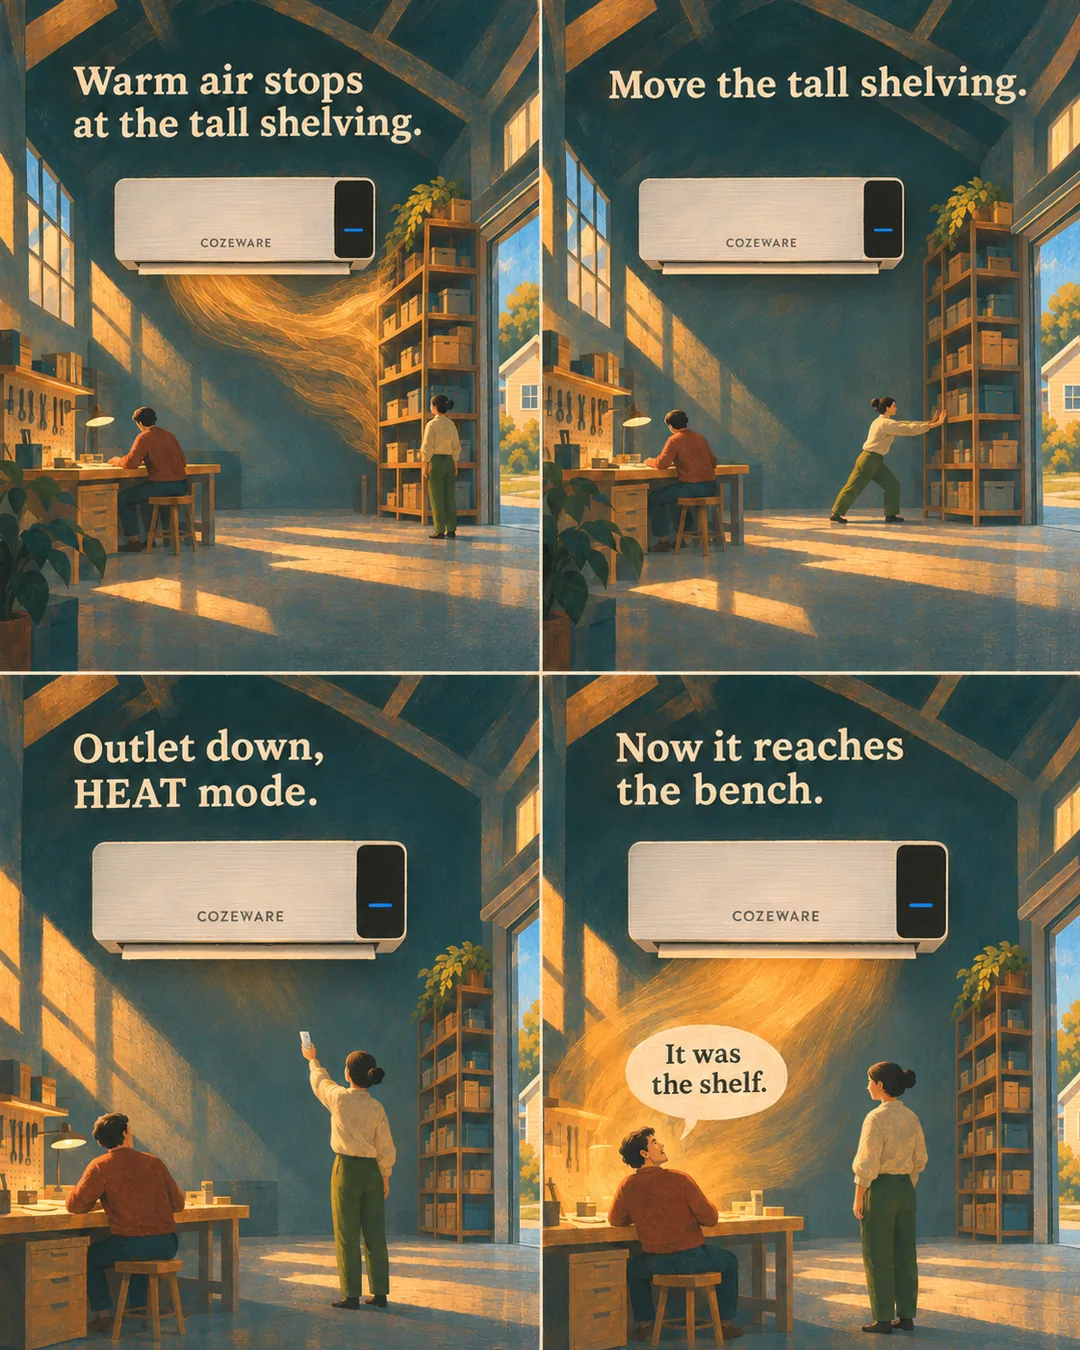 Warm air stops
at the tall shelving.
COZEWARE
Move the tall shelving.
COZEWARE
Outlet down,
HEAT mode.
COZEWARE
Now it reaches
the bench.
COZEWARE
It was
the shelf.